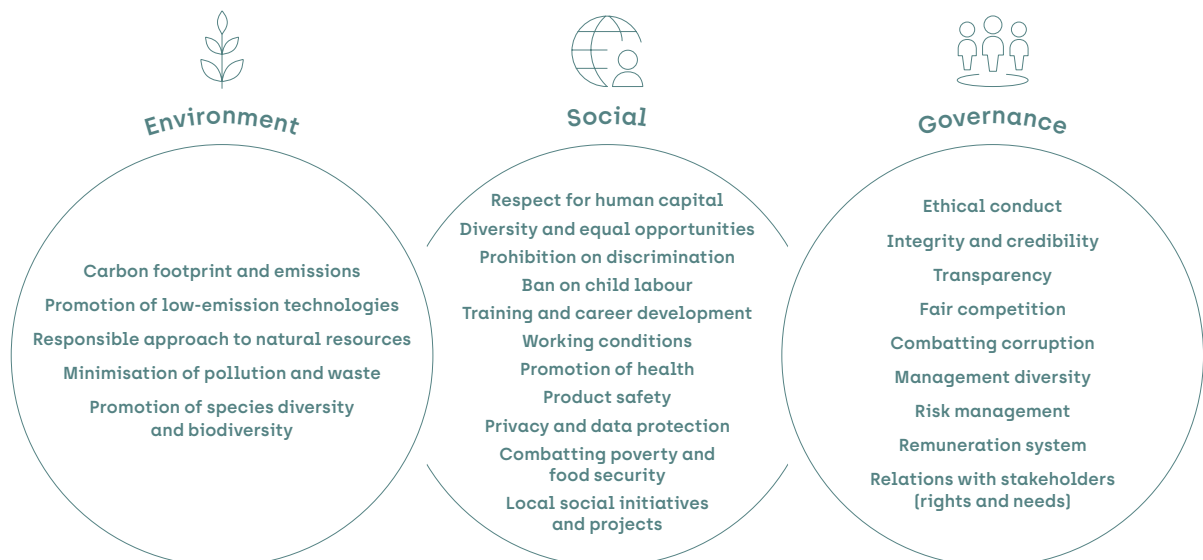 Environment
Carbon footprint and emissions
Promotion of low-emission technologies
Responsible approach to natural resources
Minimisation of pollution and waste
Promotion of species diversity
and biodiversity
Social
Respect for human capital
Diversity and equal opportunities
Prohibition on discrimination
Ban on child labour
Training and career development
Working conditions
Promotion of health
Product safety
Privacy and data protection
Combatting poverty and
food security
Local social initiatives
and projects
Governance
Ethical conduct
Integrity and credibility
Transparency
Fair competition
Combatting corruption
Management diversity
Risk management
Remuneration system
Relations with stakeholders
(rights and needs)